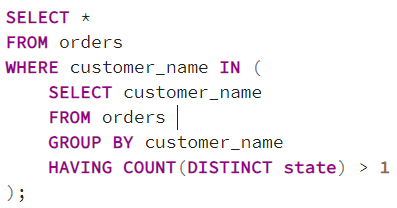 SELECT *
FROM orders
WHERE customer_name IN (
    SELECT customer_name
    FROM orders
    GROUP BY customer_name
    HAVING COUNT(DISTINCT state) > 1
);